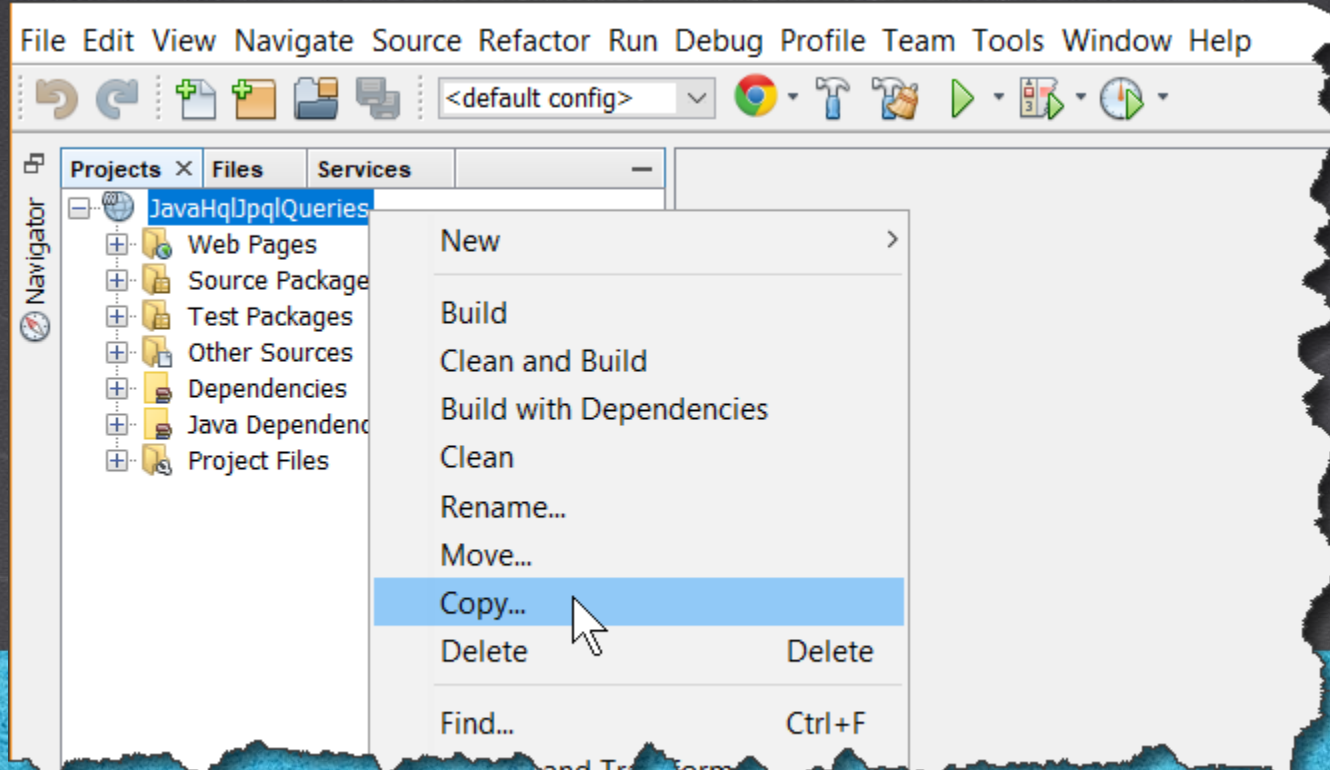 File Edit View Navigate Source Refactor Run Debug Profile Team Tools Window Help
<default config>
Projects Files Services
Navigator
JavaHqlJpqlQueries
Web Pages
Source Package
Test Packages
Other Sources
Dependencies
Java Dependenc
Project Files
New
Build
Clean and Build
Build with Dependencies
Clean
Rename...
Move...
Copy...
Delete Delete
Find... Ctrl+F
and